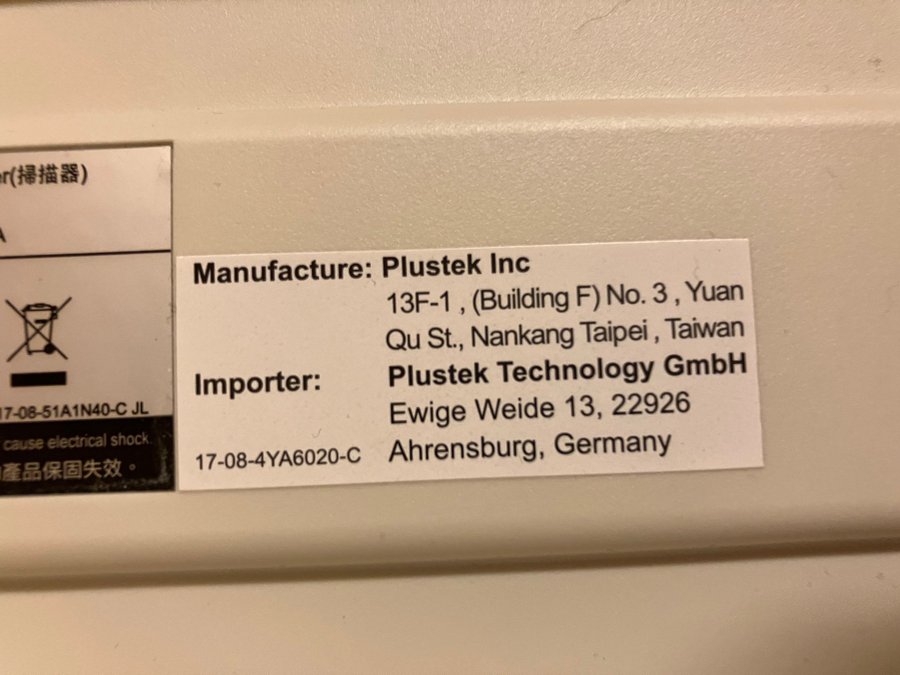 (掃描器)
Manufacture: Plustek Inc
13F-1 , (Building F) No. 3 , Yuan
Qu St., Nankang Taipei , Taiwan
Importer: Plustek Technology GmbH
Ewige Weide 13, 22926
17-08-4YA6020-C Ahrensburg, Germany
17-08-51A1N40-C JL
cause electrical shock.
產品保固失效。